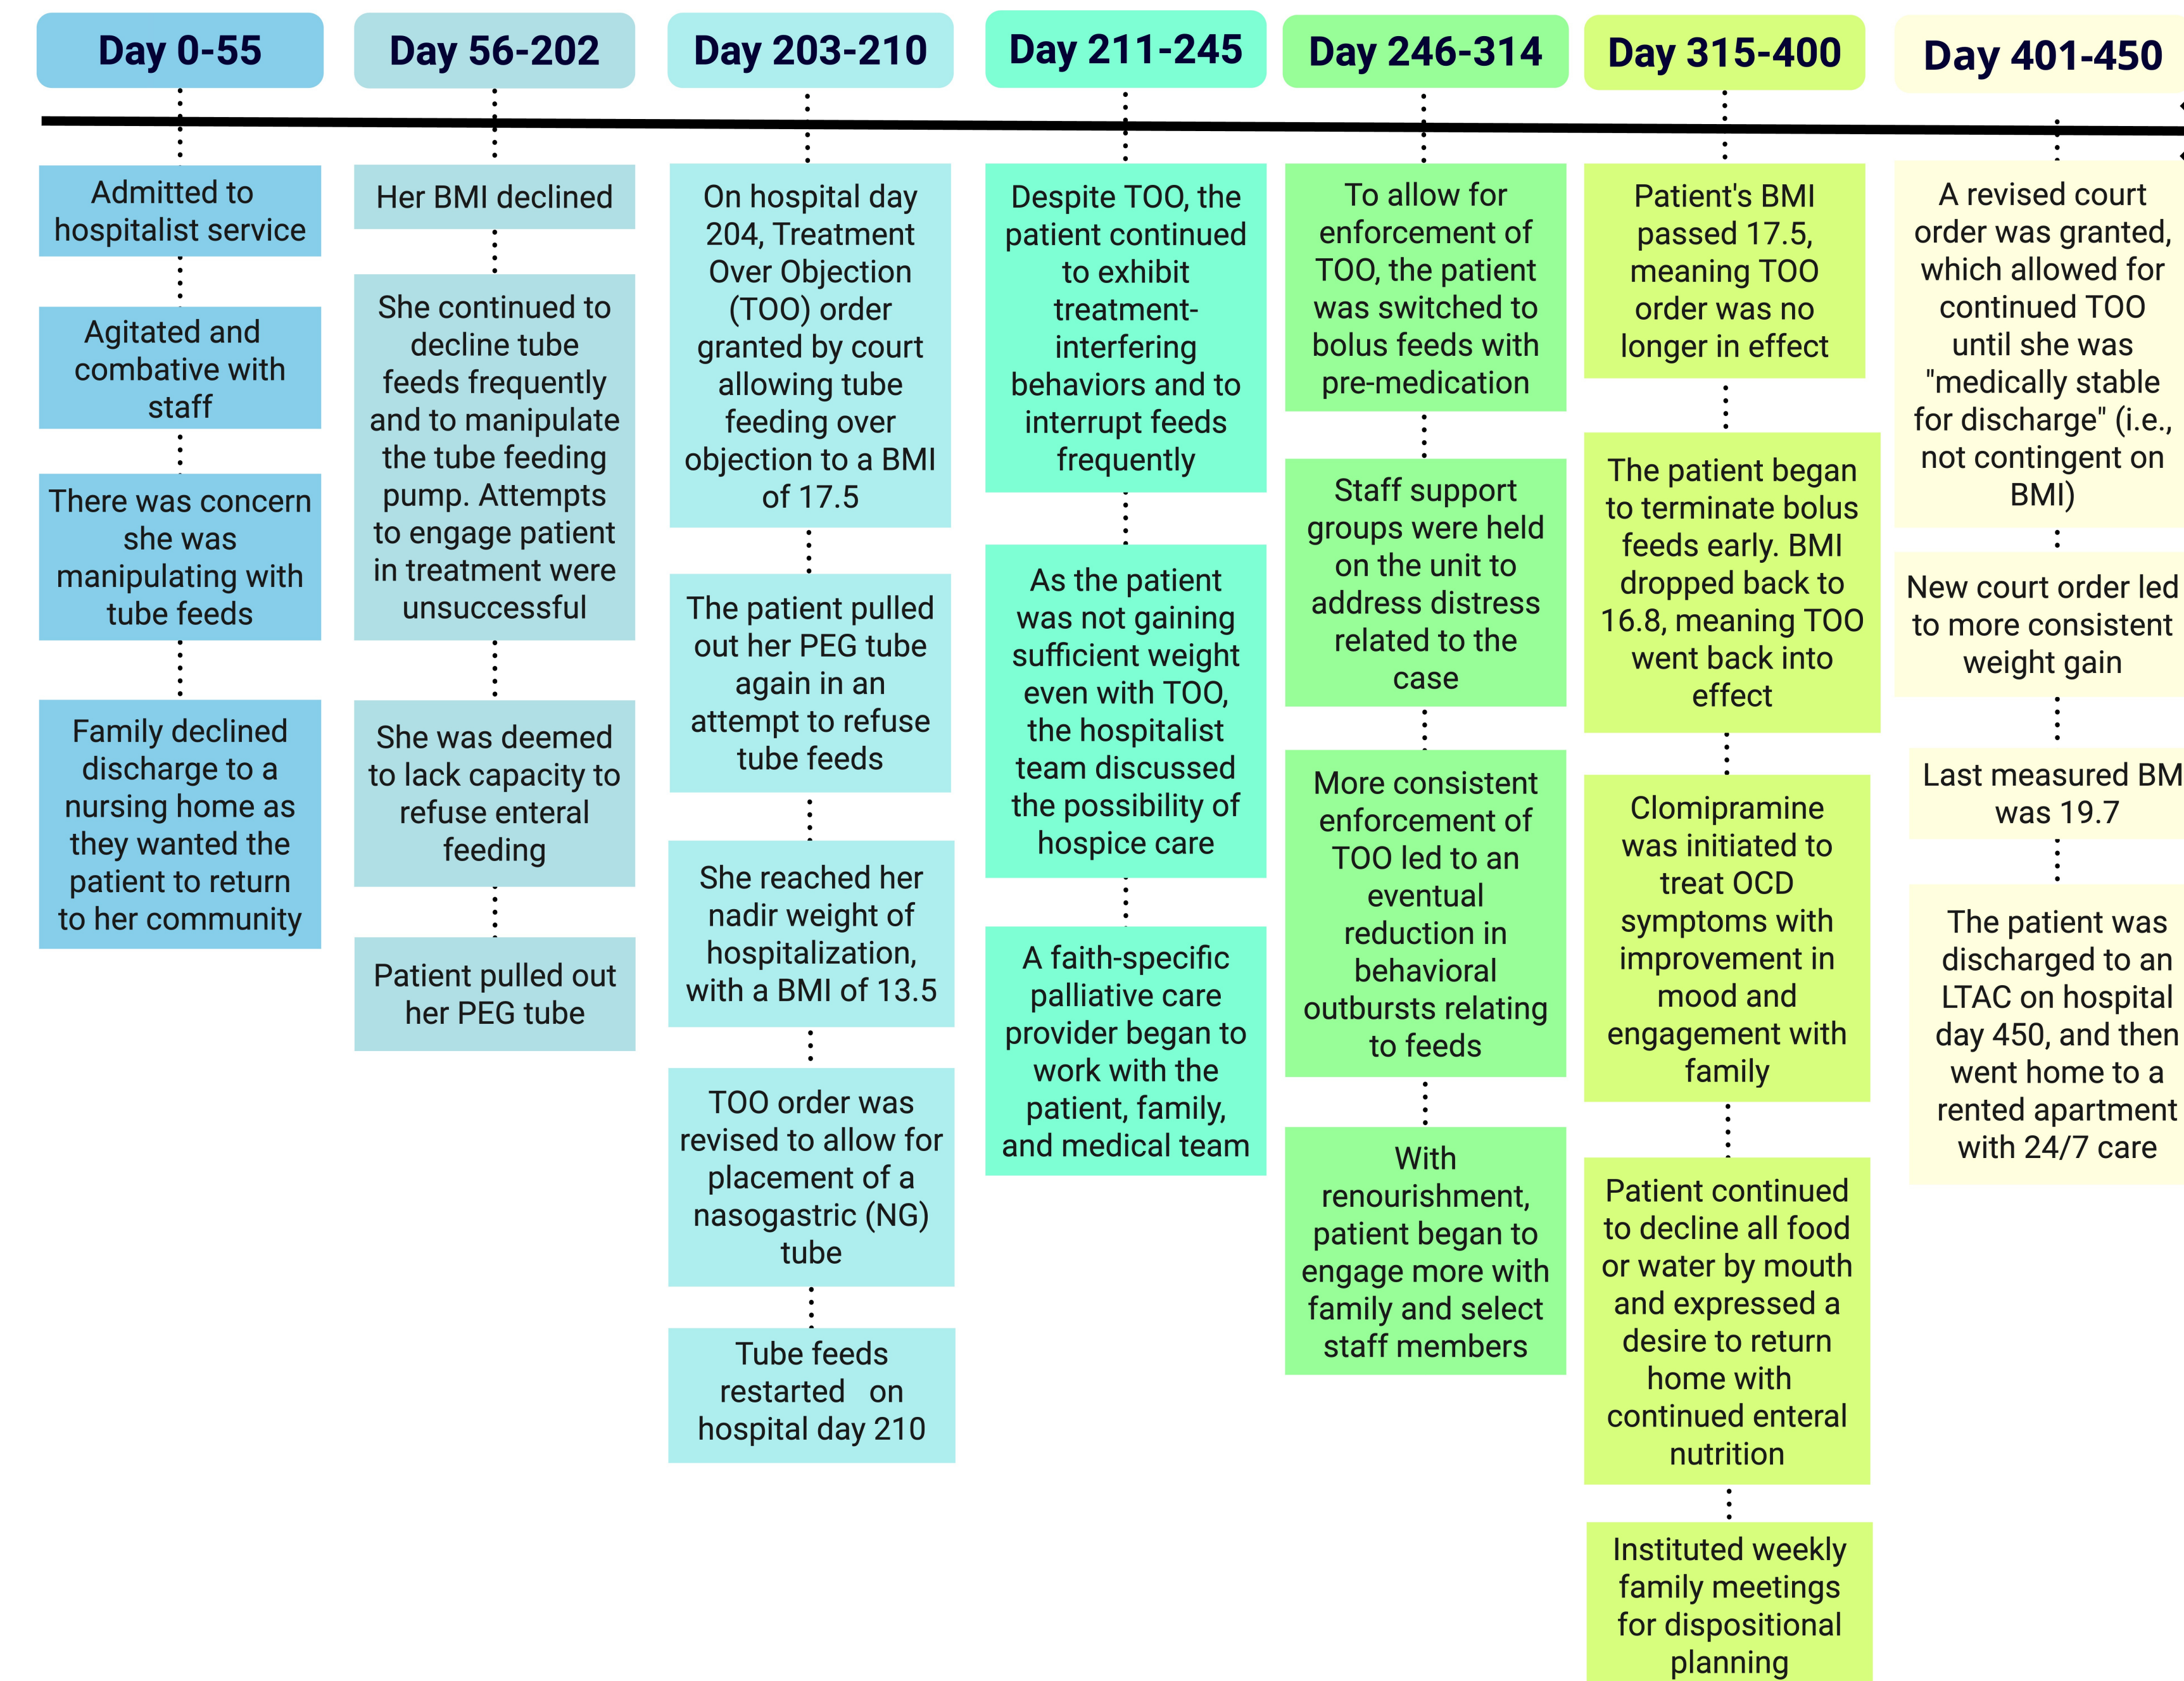 Day 0-55
Admitted to
hospitalist service
Agitated and
combative with
staff
There was concern
she was
manipulating with
tube feeds
Family declined
discharge to a
nursing home as
they wanted the
patient to return
to her community
Day 56-202
Her BMI declined
She continued to
decline tube
feeds frequently
and to manipulate
the tube feeding
pump. Attempts
to engage patient
in treatment were
unsuccessful
She was deemed
to lack capacity to
refuse enteral
feeding
Patient pulled out
her PEG tube
Day 203-210
On hospital day
204, Treatment
Over Objection
(TOO) order
granted by court
allowing tube
feeding over
objection to a BMI
of 17.5
The patient pulled
out her PEG tube
again in an
attempt to refuse
tube feeds
She reached her
nadir weight of
hospitalization,
with a BMI of 13.5
TOO order was
revised to allow for
placement of a
nasogastric (NG)
tube
Tube feeds
restarted on
hospital day 210
Day 211-245
Despite TOO, the
patient continued
to exhibit
treatment-
interfering
behaviors and to
interrupt feeds
frequently
As the patient
was not gaining
sufficient weight
even with TOO,
the hospitalist
team discussed
the possibility of
hospice care
A faith-specific
palliative care
provider began to
work with the
patient, family,
and medical team
Day 246-314
To allow for
enforcement of
TOO, the patient
was switched to
bolus feeds with
pre-medication
Staff support
groups were held
on the unit to
address distress
related to the
case
More consistent
enforcement of
TOO led to an
eventual
reduction in
behavioral
outbursts relating
to feeds
With
renourishment,
patient began to
engage more with
family and select
staff members
Day 315-400
Patient's BMI
passed 17.5,
meaning TOO
order was no
longer in effect
The patient began
to terminate bolus
feeds early. BMI
dropped back to
16.8, meaning TOO
went back into
effect
Clomipramine
was initiated to
treat OCD
symptoms with
improvement in
mood and
engagement with
family
Patient continued
to decline all food
or water by mouth
and expressed a
desire to return
home with
continued enteral
nutrition
Instituted weekly
family meetings
for dispositional
planning
Day 401-450
A revised court
order was granted,
which allowed for
continued TOO
until she was
"medically stable
for discharge" (i.e.,
not contingent on
BMI)
New court order led
to more consistent
weight gain
Last measured BM
was 19.7
The patient was
discharged to an
LTAC on hospital
day 450, and then
went home to a
rented apartment
with 24/7 care